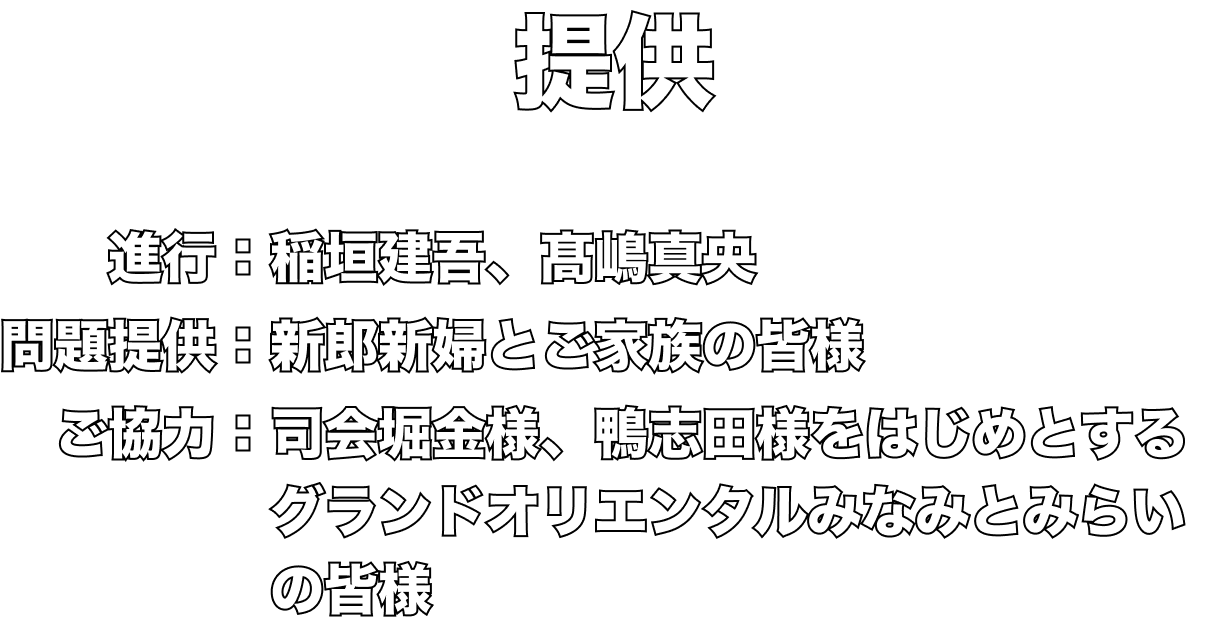 提供
進行：稲垣建吾、髙嶋真央
問題提供：新郎新婦とご家族の皆様
ご協力：司会堀金様、鴨志田様をはじめとする
グランドオリエンタルみなみとみらい
の皆様